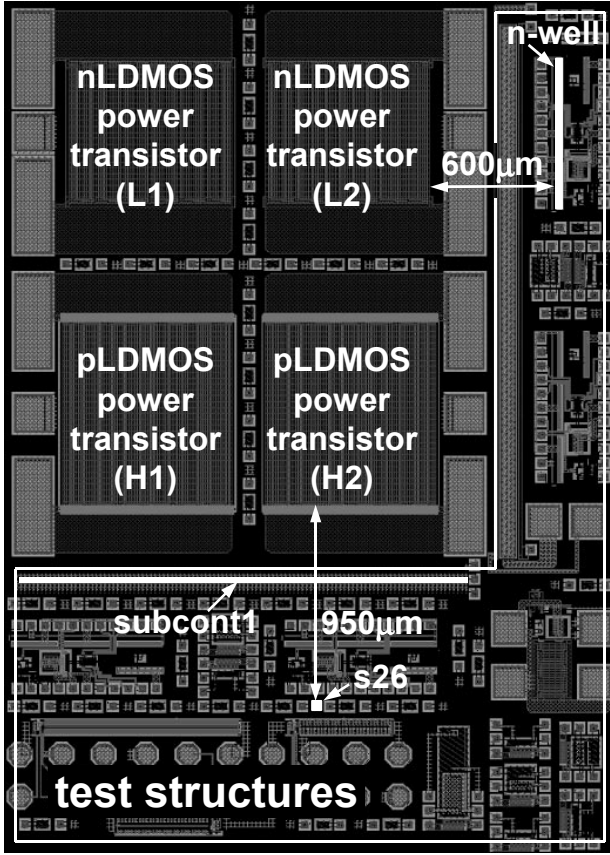 n-well
nLDMOS
power
transistor
(L1)
nLDMOS
power
transistor
(L2)
600μm
pLDMOS
power
transistor
(H1)
pLDMOS
power
transistor
(H2)
subcont1
950μm
s26
test structures